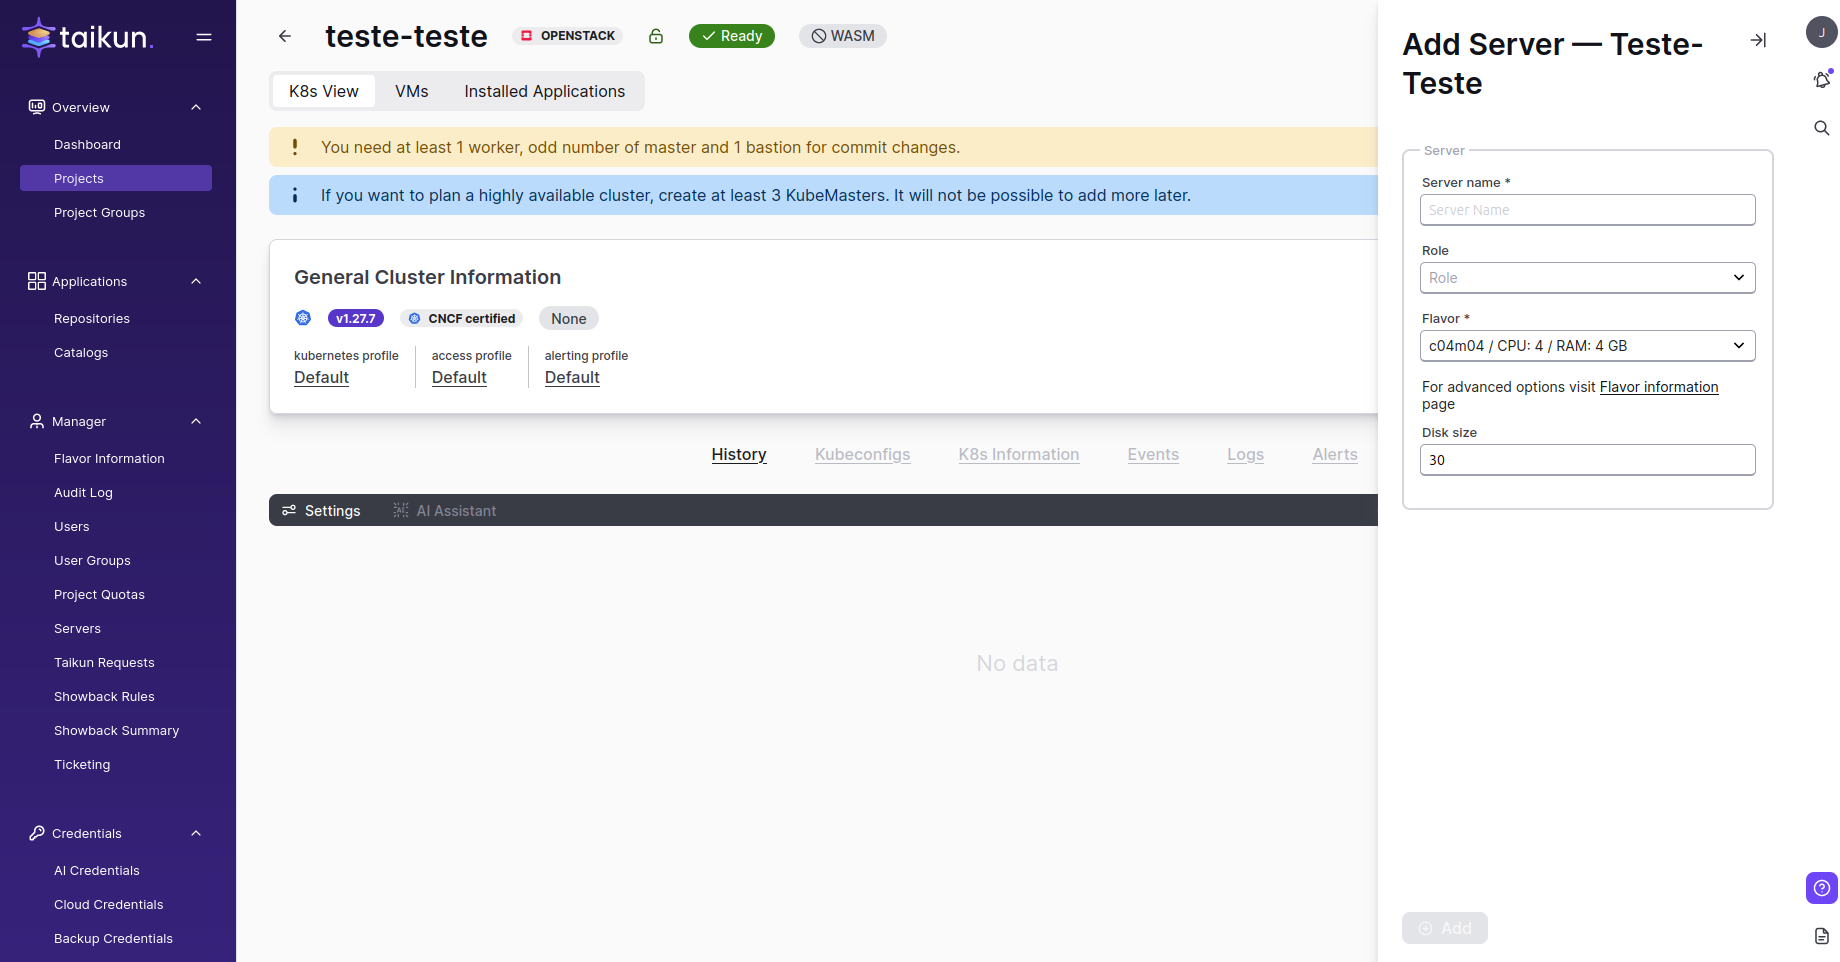 taikun.
Overview
Dashboard
Projects
Project Groups
Applications
Repositories
Catalogs
Manager
Flavor Information
Audit Log
Users
User Groups
Project Quotas
Servers
Taikun Requests
Showback Rules
Showback Summary
Ticketing
Credentials
AI Credentials
Cloud Credentials
Backup Credentials
teste-teste
OPENSTACK
Ready
WASM
K8s View
VMs
Installed Applications
You need at least 1 worker, odd number of master and 1 bastion for commit changes.
If you want to plan a highly available cluster, create at least 3 KubeMasters. It will not be possible to add more later.
General Cluster Information
v1.27.7
CNCF certified
None
kubernetes profile
Default
access profile
Default
alerting profile
Default
History
Kubeconfigs
K8s Information
Events
Logs
Alerts
Settings
AI Assistant
No data
Add Server — Teste-
Teste
Server
Server name *
Server Name
Role
Role
Flavor *
c04m04 / CPU: 4 / RAM: 4 GB
For advanced options visit Flavor information
page
Disk size
30
Add
J